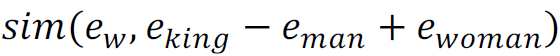 sim(e_w, e_king − e_man + e_woman)